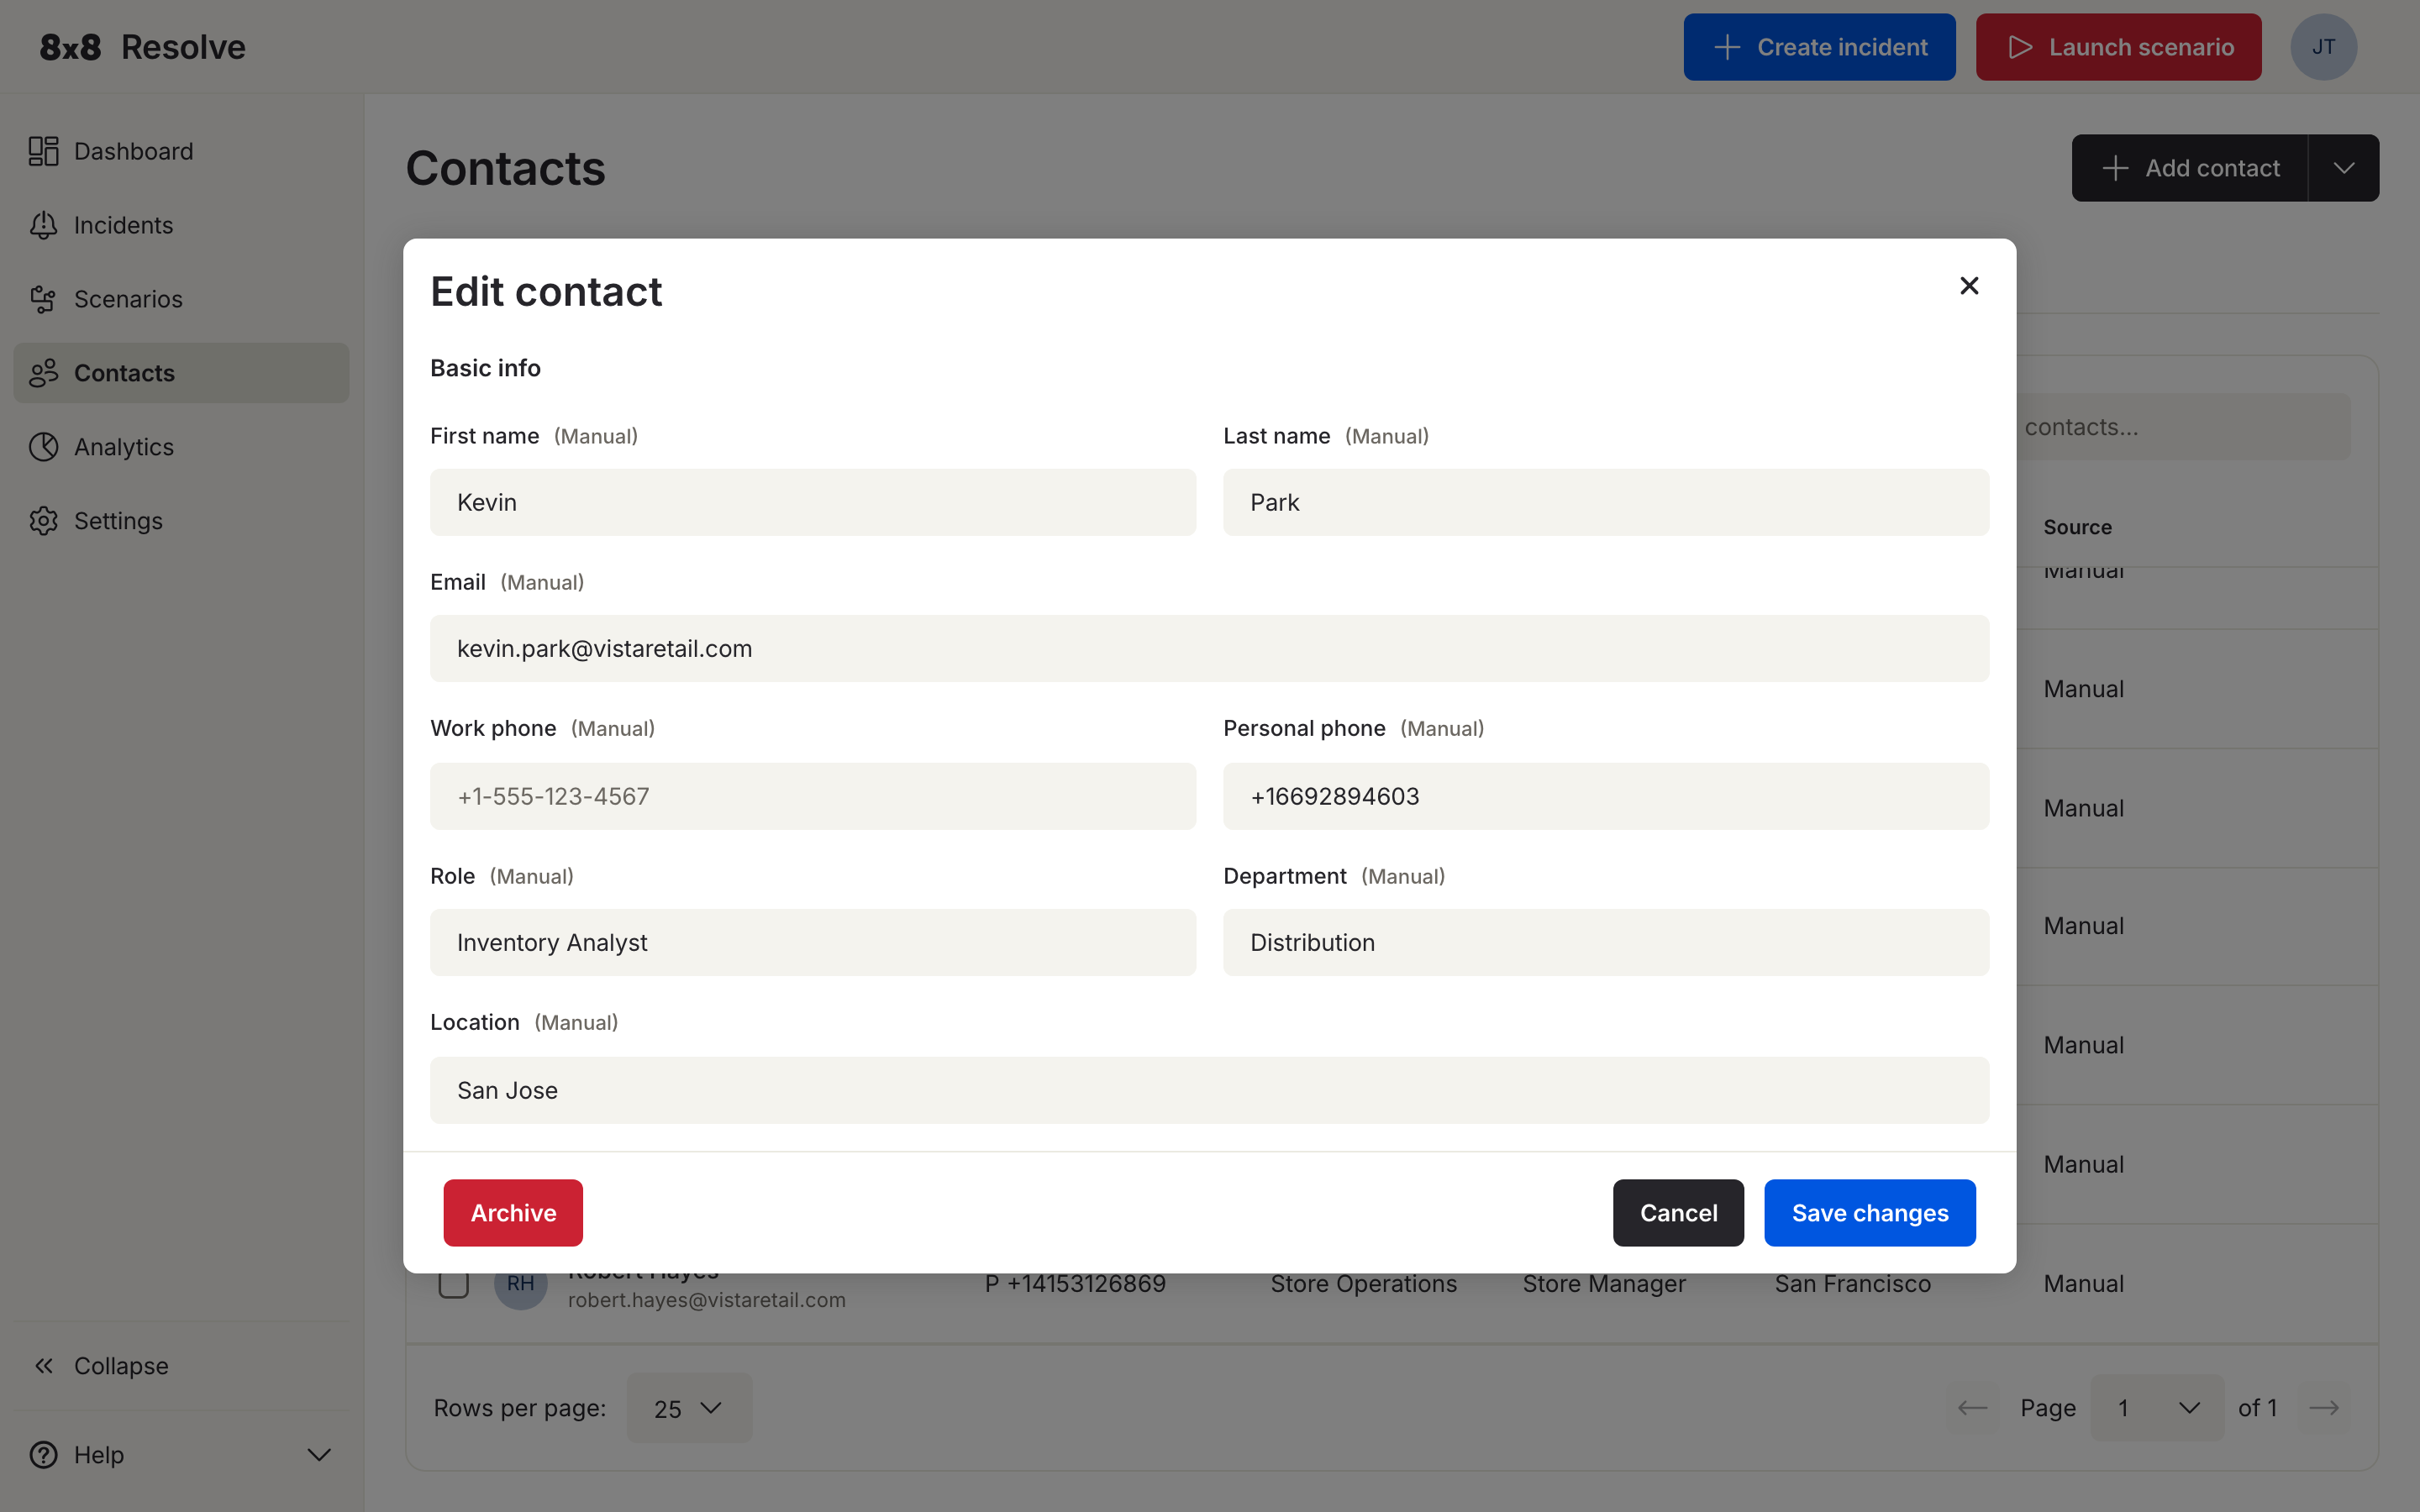 8x8 Resolve
Create incident
Launch scenario
JT
Dashboard
Incidents
Scenarios
Contacts
Analytics
Settings
Collapse
Help
Contacts
Add contact
Edit contact
Basic info
First name (Manual)
Last name (Manual)
Kevin
Park
Email (Manual)
kevin.park@vistaretail.com
Work phone (Manual)
Personal phone (Manual)
+1-555-123-4567
+16692894603
Role (Manual)
Department (Manual)
Inventory Analyst
Distribution
Location (Manual)
San Jose
Archive
Cancel
Save changes
contacts...
Source
Manual
Manual
Manual
Manual
Manual
Manual
RH
Robert Hayes
robert.hayes@vistaretail.com
P +14153126869
Store Operations
Store Manager
San Francisco
Manual
Rows per page: 25
Page 1 of 1